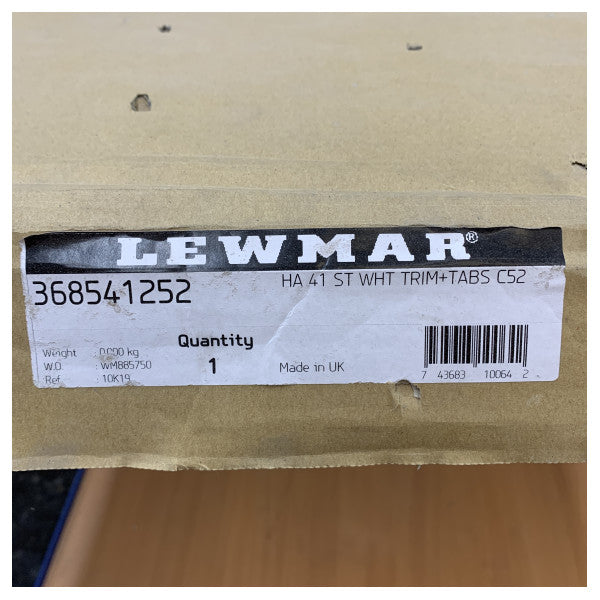 LEWMAR®
368541252
HA 41 ST WHT TRIM+TABS C52
Quantity
1
Weight : 0.000 kg
W.O. : WM885750
Ref : 10K19
Made in UK
7 43683 10064 2